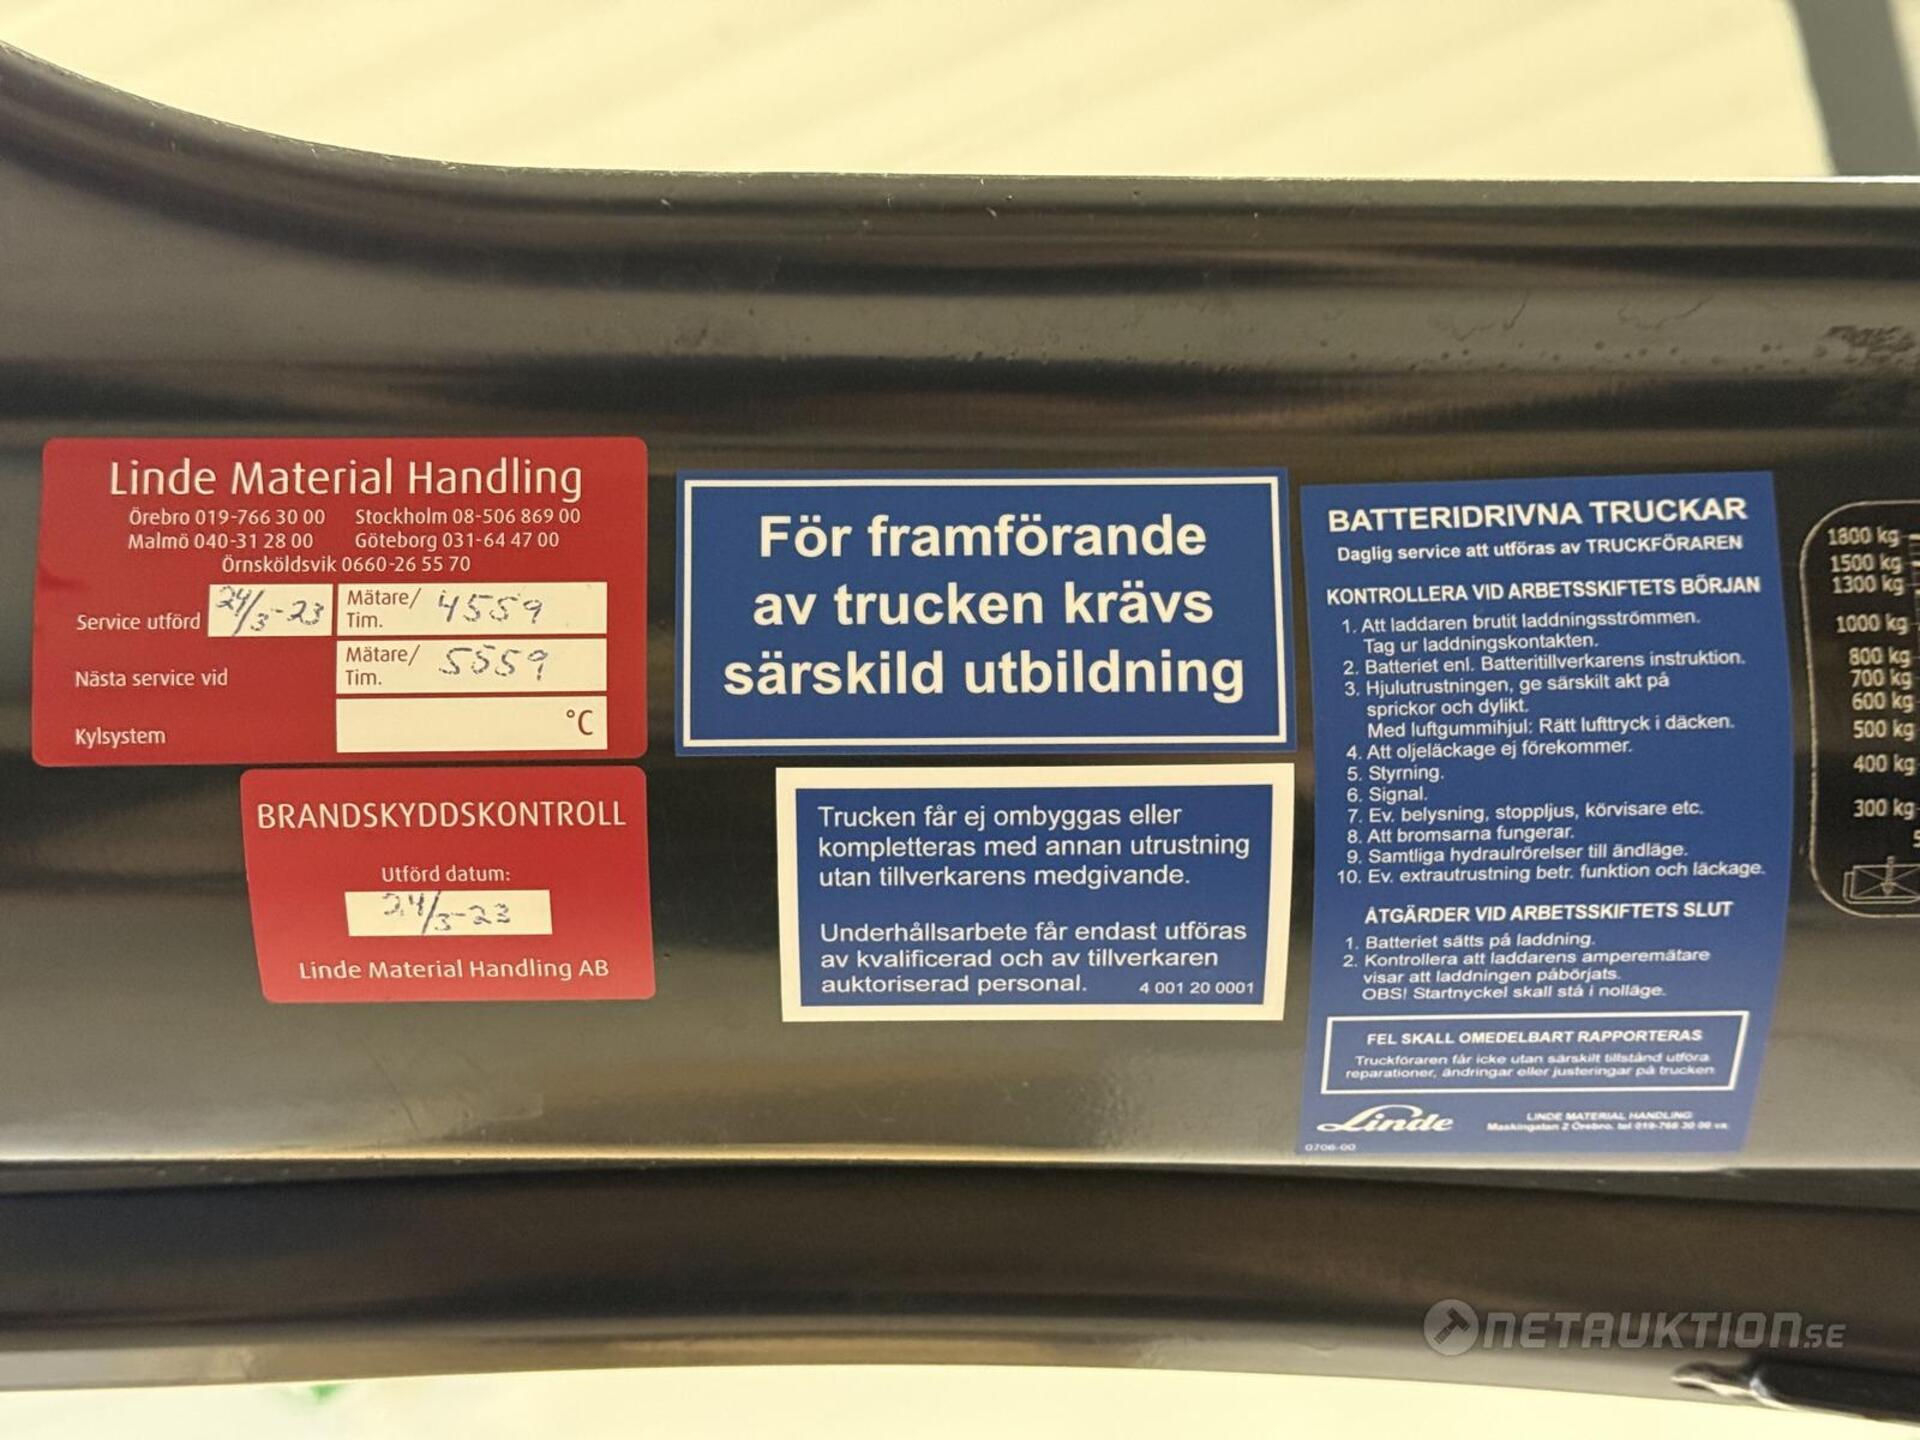 Linde Material Handling
Örebro 019-766 30 00 Stockholm 08-506 869 00
Malmö 040-31 28 00 Göteborg 031-64 47 00
Örnsköldsvik 0660-26 55 70
Service utförd 24/3-23 Mätare/ Tim. 4559
Nästa service vid Mätare/ Tim. 5559
Kylsystem °C
BRANDSKYDDSKONTROLL
Utförd datum:
24/3-23
Linde Material Handling AB
För framförande
av trucken krävs
särskild utbildning
Trucken får ej ombyggas eller
kompletteras med annan utrustning
utan tillverkarens medgivande.
Underhållsarbete får endast utföras
av kvalificerad och av tillverkaren
auktoriserad personal. 4 001 20 0001
BATTERIDRIVNA TRUCKAR
Daglig service att utföras av TRUCKFÖRAREN
KONTROLLERA VID ARBETSSKIFTETS BÖRJAN
1. Att laddaren brutit laddningsströmmen.
Tag ur laddningskontakten.
2. Batteriet enl. Batteritillverkarens instruktion.
3. Hjulutrustningen, ge särskilt akt på
sprickor och dylikt.
Med luftgummihjul: Rätt lufttryck i däcken.
4. Att oljeläckage ej förekommer.
5. Styrning.
6. Signal.
7. Ev. belysning, stoppljus, körvisare etc.
8. Att bromsarna fungerar.
9. Samtliga hydraulrörelser till ändläge.
10. Ev. extrautrustning betr. funktion och läckage.
ÅTGÄRDER VID ARBETSSKIFTETS SLUT
1. Batteriet sätts på laddning.
2. Kontrollera att laddarens amperemätare
visar att laddningen påbörjats.
OBS! Startnyckel skall stå i nolläge.
FEL SKALL OMEDELBART RAPPORTERAS
Truckföraren får icke utan särskilt tillstånd utföra
reparationer, ändringar eller justeringar på trucken
Linde
LINDE MATERIAL HANDLING
Maskingatan 2 Örebro, tel 019-766 30 00 vx
0706-00
1800 kg
1500 kg
1300 kg
1000 kg
800 kg
700 kg
600 kg
500 kg
400 kg
300 kg
NETAUKTION.SE